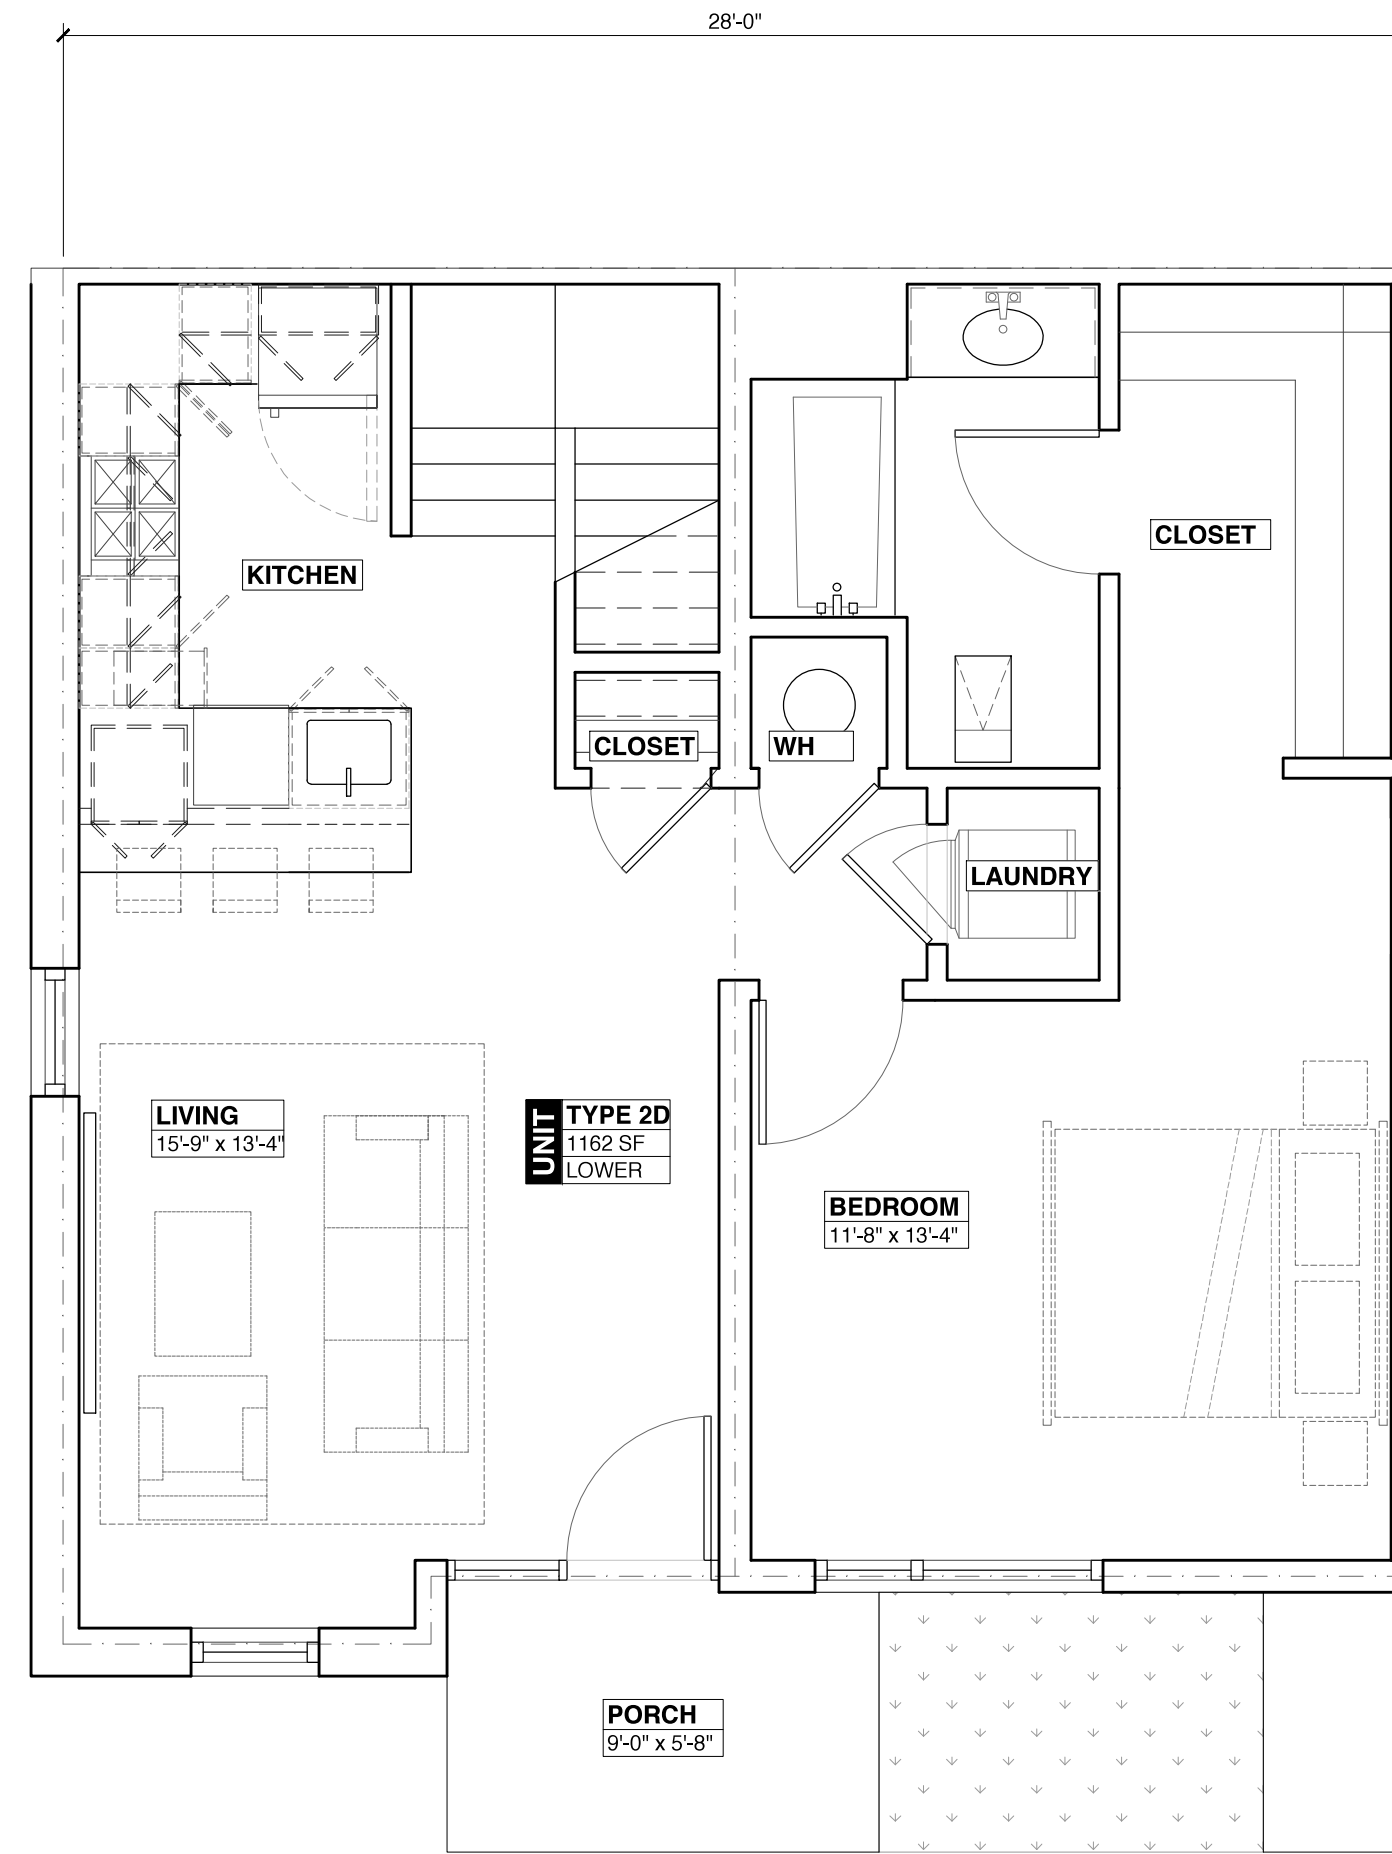 28'-0"
KITCHEN
CLOSET
CLOSET
WH
LAUNDRY
LIVING
15'-9" x 13'-4"
UNIT
TYPE 2D
1162 SF
LOWER
BEDROOM
11'-8" x 13'-4"
PORCH
9'-0" x 5'-8"